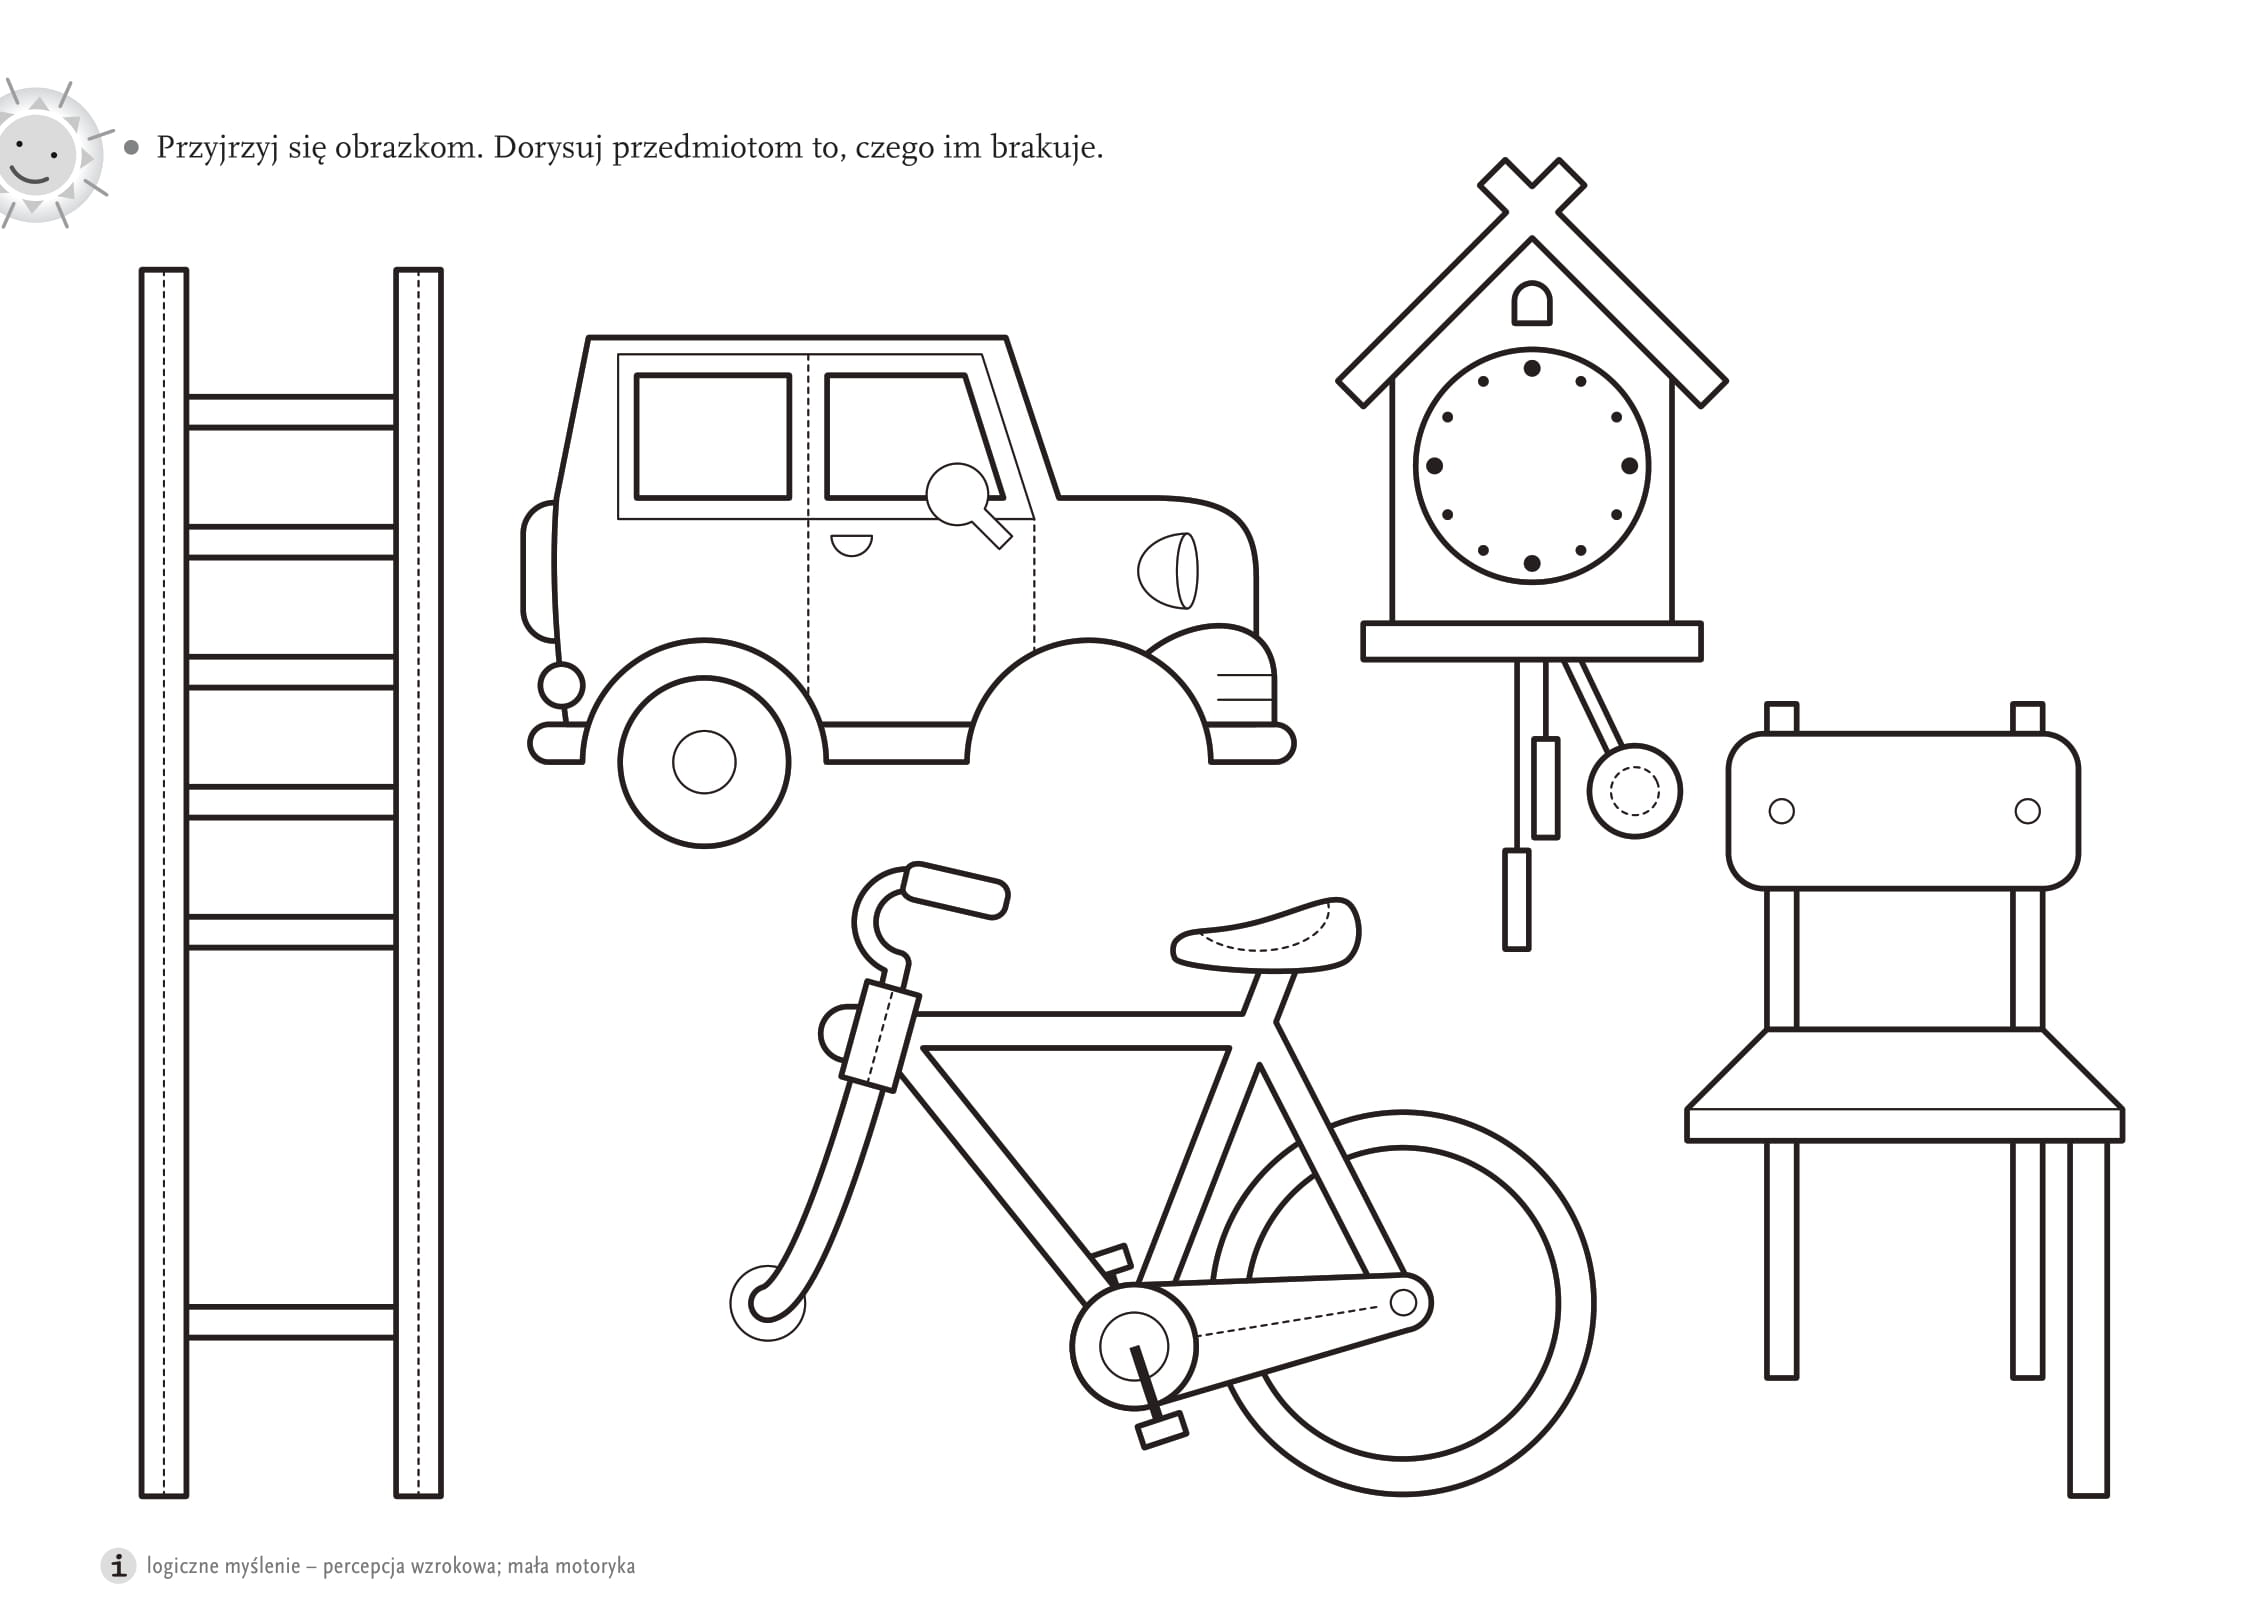 Przyjrzyj się obrazkom. Dorysuj przedmiotom to, czego im brakuje.
i logiczne myślenie – percepcja wzrokowa; mała motoryka